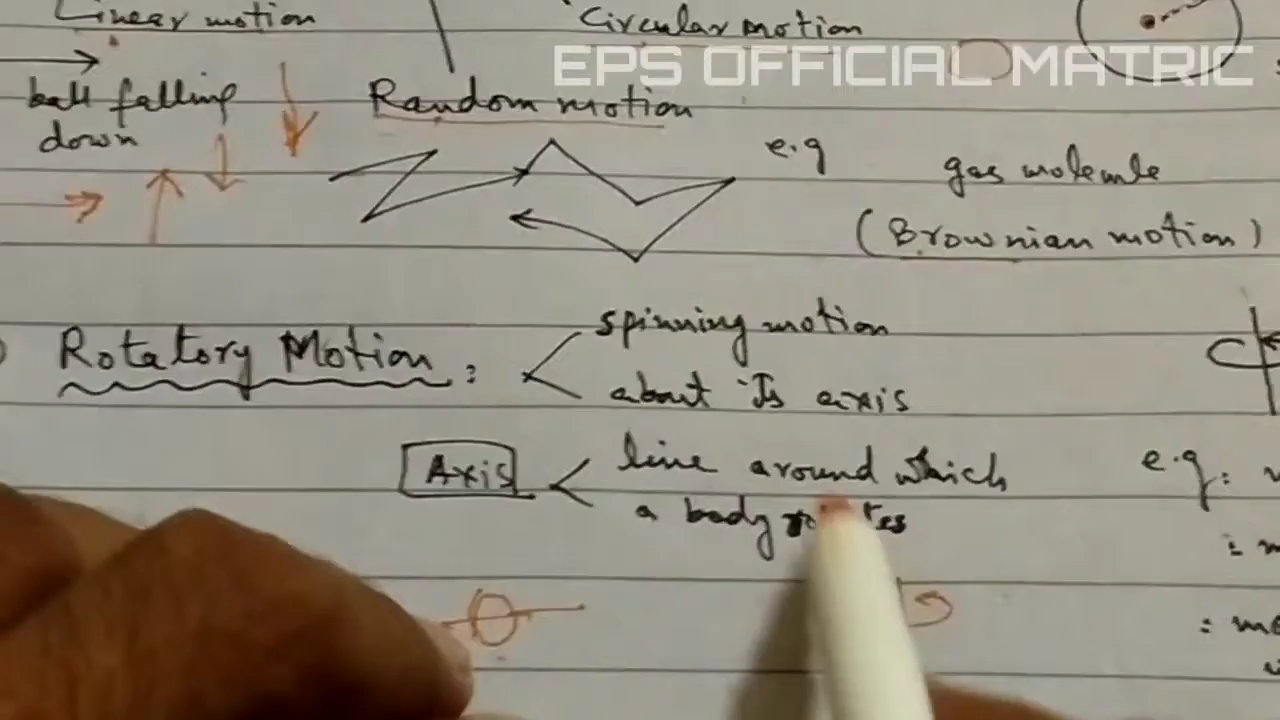 Linear motion
Circular motion
EPS OFFICIAL MATRIC
ball falling
down
Random motion
e.g
gas molecule
(Brownian motion)
Rotatory Motion :
spinning motion
about its axis
Axis
line around which
a body
e.g.